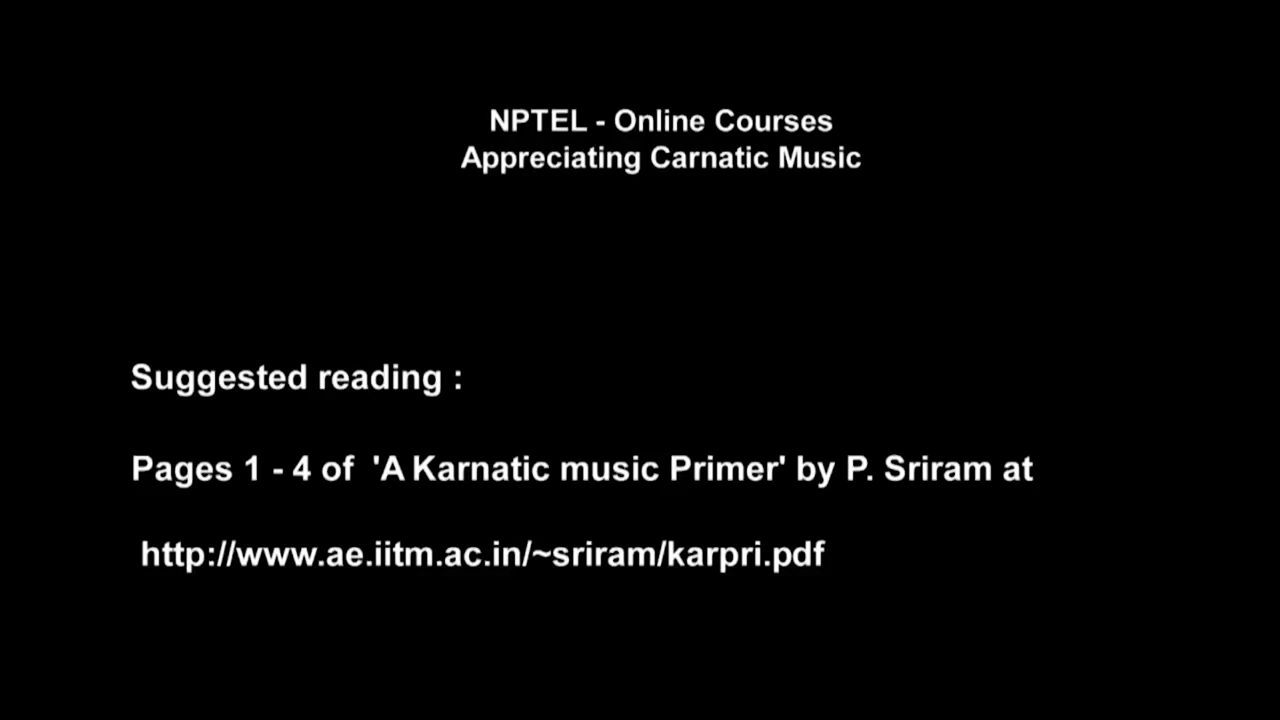 NPTEL - Online Courses
Appreciating Carnatic Music
Suggested reading :
Pages 1 - 4 of 'A Karnatic music Primer' by P. Sriram at
http://www.ae.iitm.ac.in/~sriram/karpri.pdf